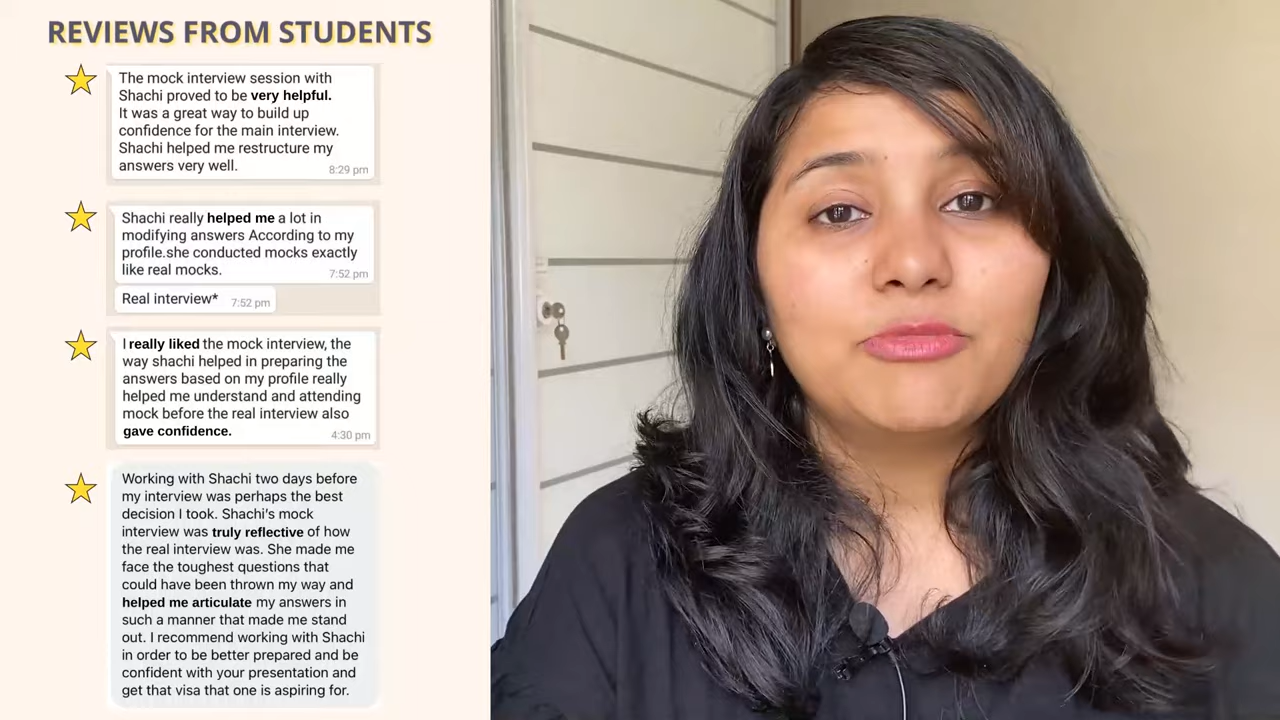 REVIEWS FROM STUDENTS
The mock interview session with
Shachi proved to be very helpful.
It was a great way to build up
confidence for the main interview.
Shachi helped me restructure my
answers very well.
8:29 pm
Shachi really helped me a lot in
modifying answers According to my
profile.she conducted mocks exactly
like real mocks.
7:52 pm
Real interview*
7:52 pm
I really liked the mock interview, the
way shachi helped in preparing the
answers based on my profile really
helped me understand and attending
mock before the real interview also
gave confidence.
4:30 pm
Working with Shachi two days before
my interview was perhaps the best
decision I took. Shachi's mock
interview was truly reflective of how
the real interview was. She made me
face the toughest questions that
could have been thrown my way and
helped me articulate my answers in
such a manner that made me stand
out. I recommend working with Shachi
in order to be better prepared and be
confident with your presentation and
get that visa that one is aspiring for.